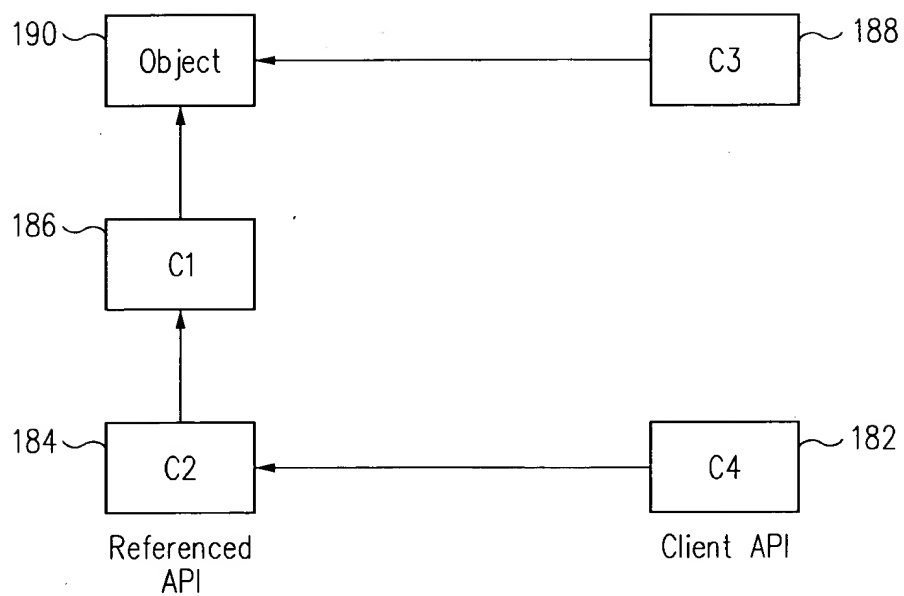 190
Object
C3
188
186
C1
184
C2
C4
182
Referenced
API
Client API